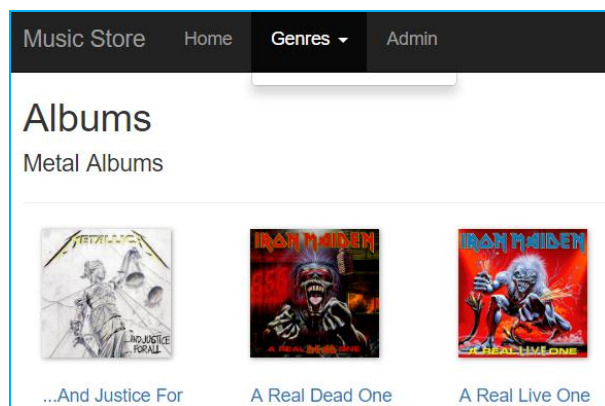 Music Store Home Genres Admin
Albums
Metal Albums
METALLICA
...AND JUSTICE
FOR ALL
IRON MAIDEN
A REAL DEAD ONE
IRON MAIDEN
A REAL LIVE ONE
...And Justice For A Real Dead One A Real Live One